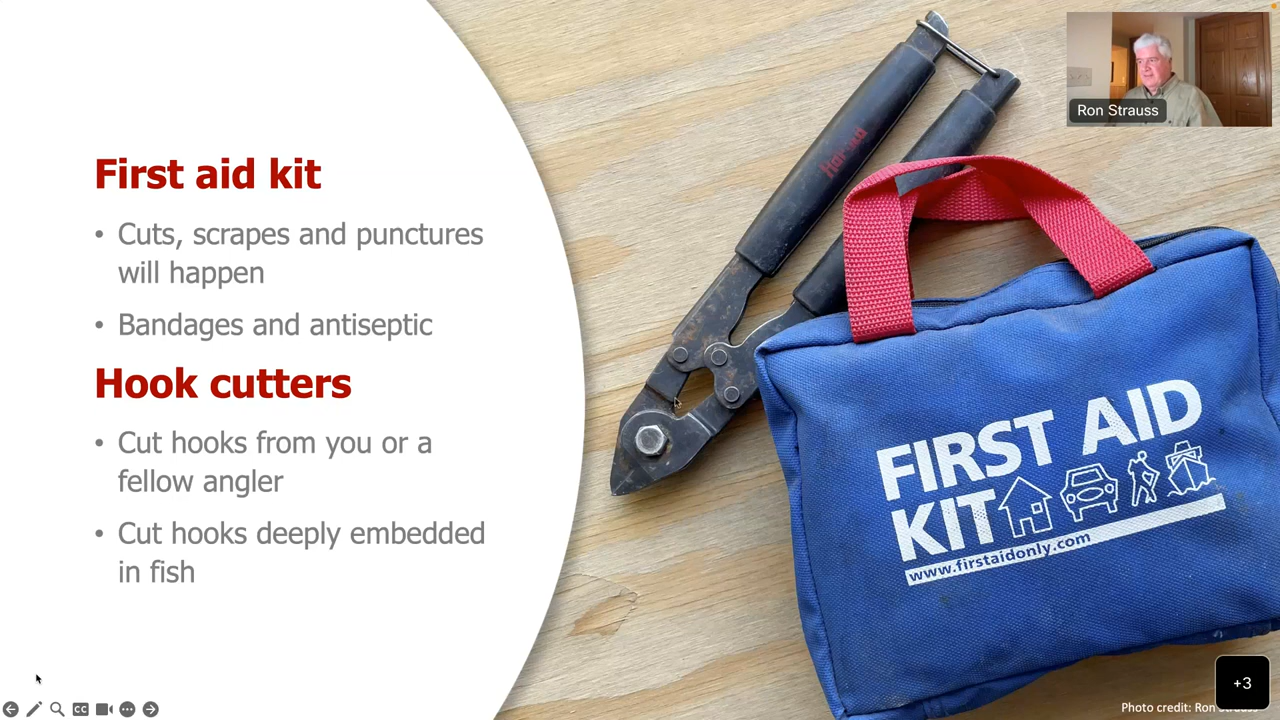 First aid kit
• Cuts, scrapes and punctures
will happen
• Bandages and antiseptic
Hook cutters
• Cut hooks from you or a
fellow angler
• Cut hooks deeply embedded
in fish
Ron Strauss
FIRST AID
KIT
www.firstaidonly.com
CC
+3
Photo credit: Ron Strauss